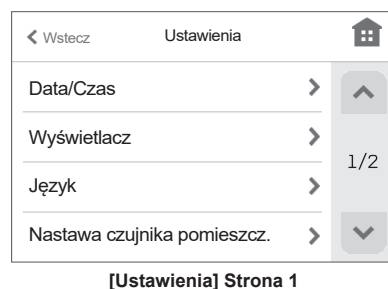 Wstecz Ustawienia
Data/Czas
Wyświetlacz
1/2
Język
Nastawa czujnika pomieszcz.
[Ustawienia] Strona 1